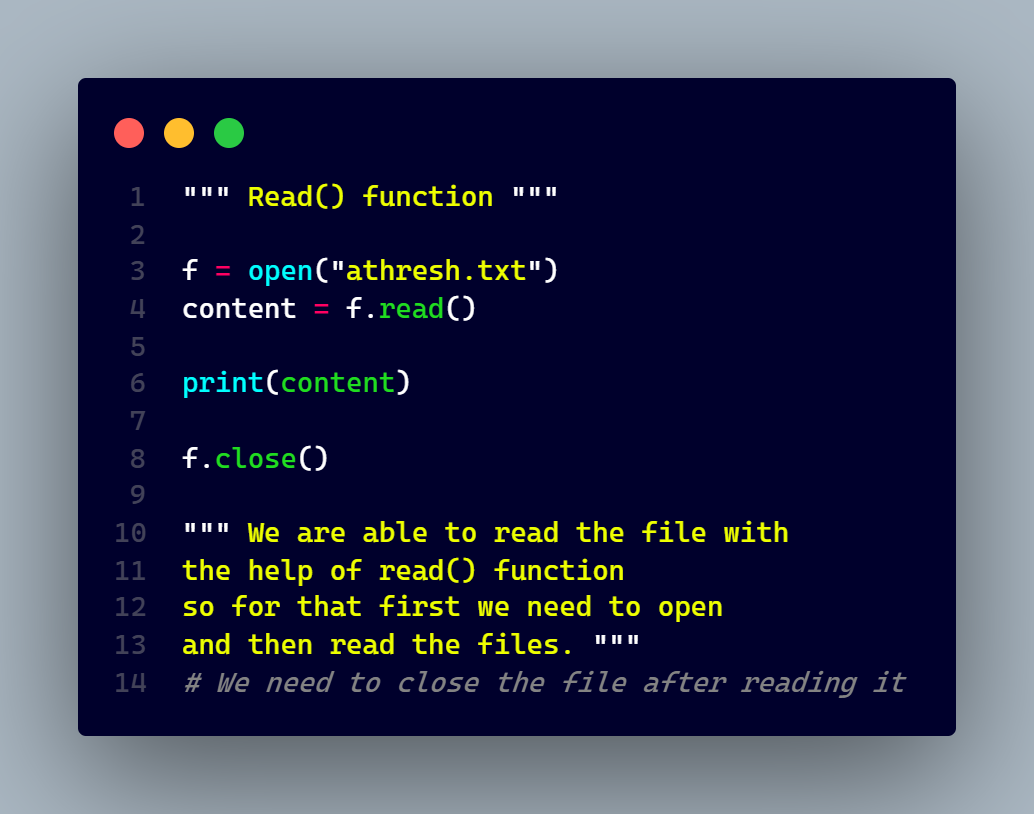 1 """ Read() function """
2
3 f = open("athresh.txt")
4 content = f.read()
5
6 print(content)
7
8 f.close()
9
10 """ We are able to read the file with
11 the help of read() function
12 so for that first we need to open
13 and then read the files. """
14 # We need to close the file after reading it